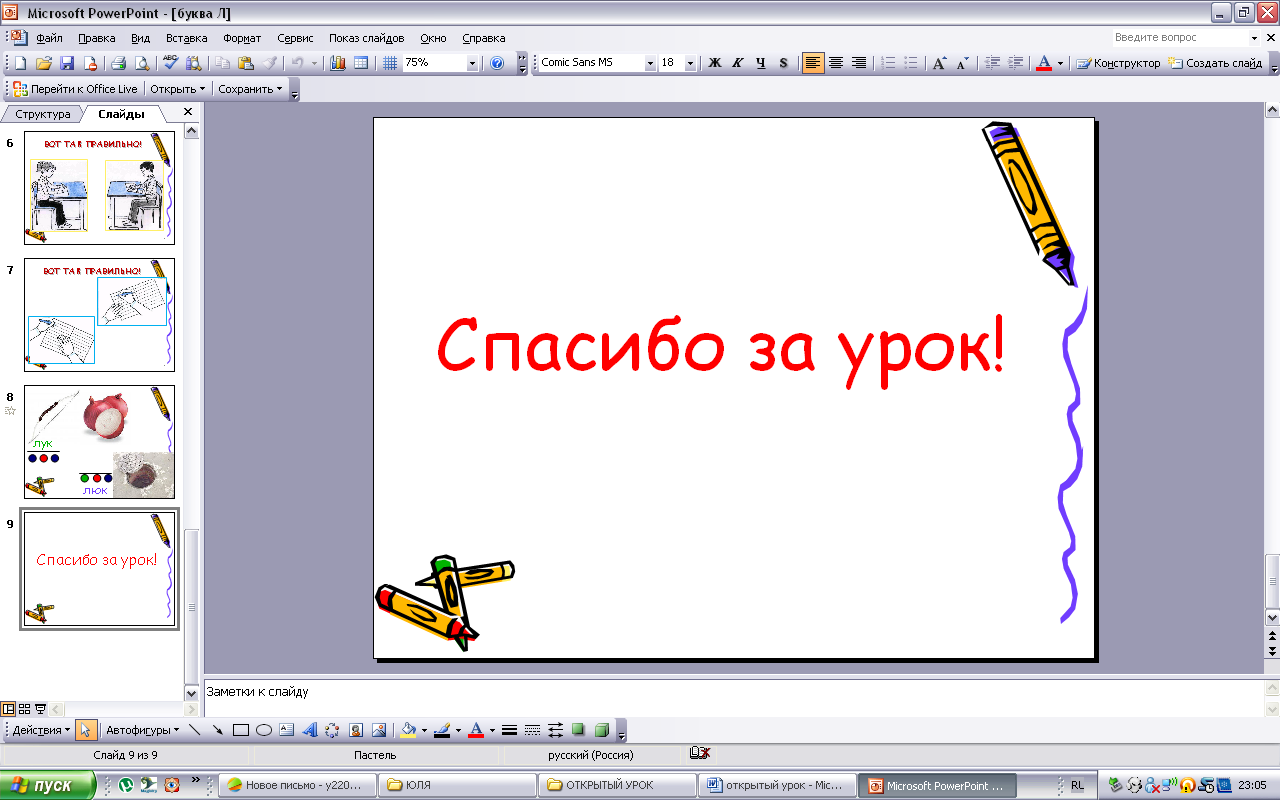 Microsoft PowerPoint - [буква Л]
Файл Правка Вид Вставка Формат Сервис Показ слайдов Окно Справка Введите вопрос
75% Comic Sans MS 18 Ж К Ч S А Конструктор Создать слайд
Перейти к Office Live Открыть Сохранить
Структура Слайды
6
ВОТ ТАК ПРАВИЛЬНО!
7
ВОТ ТАК ПРАВИЛЬНО!
8
лук
люк
9
Спасибо за урок!
Спасибо за урок!
Заметки к слайду
Действия Автофигуры
Слайд 9 из 9 Пастель русский (Россия)
пуск » Новое письмо - y220... ЮЛЯ ОТКРЫТЫЙ УРОК открытый урок - Mic... Microsoft PowerPoint ... RL 23:05